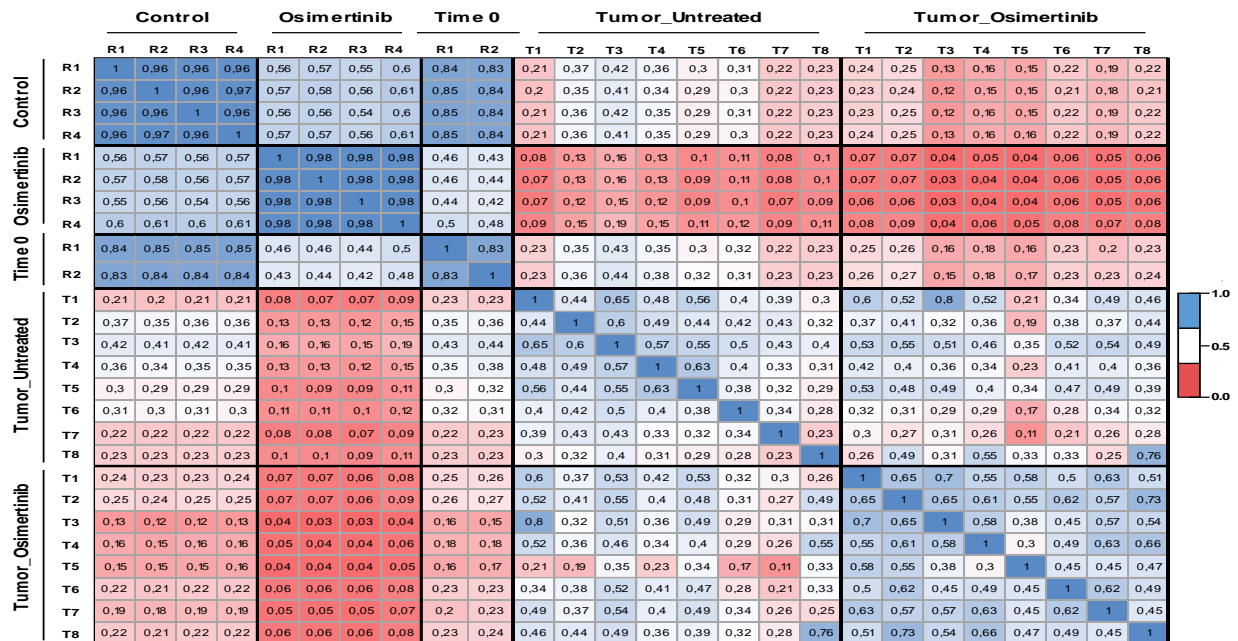 Control Osimertinib Time 0 Tumor_Untreated Tumor_Osimertinib
R1 R2 R3 R4 R1 R2 R3 R4 R1 R2 T1 T2 T3 T4 T5 T6 T7 T8 T1 T2 T3 T4 T5 T6 T7 T8
Control
R1 1 0,96 0,96 0,96 0,56 0,57 0,55 0,6 0,84 0,83 0,21 0,37 0,42 0,36 0,3 0,31 0,22 0,23 0,24 0,25 0,13 0,16 0,15 0,22 0,19 0,22
R2 0,96 1 0,96 0,97 0,57 0,58 0,56 0,61 0,85 0,84 0,2 0,35 0,41 0,34 0,29 0,3 0,22 0,23 0,23 0,24 0,12 0,15 0,15 0,21 0,18 0,21
R3 0,96 0,96 1 0,96 0,56 0,56 0,54 0,6 0,85 0,84 0,21 0,36 0,42 0,35 0,29 0,31 0,22 0,23 0,23 0,25 0,12 0,16 0,15 0,22 0,19 0,22
R4 0,96 0,97 0,96 1 0,57 0,57 0,56 0,61 0,85 0,84 0,21 0,36 0,41 0,35 0,29 0,3 0,22 0,23 0,24 0,25 0,13 0,16 0,16 0,22 0,19 0,22
Osimertinib
R1 0,56 0,57 0,56 0,57 1 0,98 0,98 0,98 0,46 0,43 0,08 0,13 0,16 0,13 0,1 0,11 0,08 0,1 0,07 0,07 0,04 0,05 0,04 0,06 0,05 0,06
R2 0,57 0,58 0,56 0,57 0,98 1 0,98 0,98 0,46 0,44 0,07 0,13 0,16 0,13 0,09 0,11 0,08 0,1 0,07 0,07 0,03 0,04 0,04 0,06 0,05 0,06
R3 0,55 0,56 0,54 0,56 0,98 0,98 1 0,98 0,44 0,42 0,07 0,12 0,15 0,12 0,09 0,1 0,07 0,09 0,06 0,06 0,03 0,04 0,04 0,06 0,05 0,06
R4 0,6 0,61 0,6 0,61 0,98 0,98 0,98 1 0,5 0,48 0,09 0,15 0,19 0,15 0,11 0,12 0,09 0,11 0,08 0,09 0,04 0,06 0,05 0,08 0,07 0,08
Time 0
R1 0,84 0,85 0,85 0,85 0,46 0,46 0,44 0,5 1 0,83 0,23 0,35 0,43 0,35 0,3 0,32 0,22 0,23 0,25 0,26 0,16 0,18 0,16 0,23 0,2 0,23
R2 0,83 0,84 0,84 0,84 0,43 0,44 0,42 0,48 0,83 1 0,23 0,36 0,44 0,38 0,32 0,31 0,23 0,23 0,26 0,27 0,15 0,18 0,17 0,23 0,23 0,24
Tumor_Untreated
T1 0,21 0,2 0,21 0,21 0,08 0,07 0,07 0,09 0,23 0,23 1 0,44 0,65 0,48 0,56 0,4 0,39 0,3 0,6 0,52 0,8 0,52 0,21 0,34 0,49 0,46
T2 0,37 0,35 0,36 0,36 0,13 0,13 0,12 0,15 0,35 0,36 0,44 1 0,6 0,49 0,44 0,42 0,43 0,32 0,37 0,41 0,32 0,36 0,19 0,38 0,37 0,44
T3 0,42 0,41 0,42 0,41 0,16 0,16 0,15 0,19 0,43 0,44 0,65 0,6 1 0,57 0,55 0,5 0,43 0,4 0,53 0,55 0,51 0,46 0,35 0,52 0,54 0,49
T4 0,36 0,34 0,35 0,35 0,13 0,13 0,12 0,15 0,35 0,38 0,48 0,49 0,57 1 0,63 0,4 0,33 0,31 0,42 0,4 0,36 0,34 0,23 0,41 0,4 0,36
T5 0,3 0,29 0,29 0,29 0,1 0,09 0,09 0,11 0,3 0,32 0,56 0,44 0,55 0,63 1 0,38 0,32 0,29 0,53 0,48 0,49 0,4 0,34 0,47 0,49 0,39
T6 0,31 0,3 0,31 0,3 0,11 0,11 0,1 0,12 0,32 0,31 0,4 0,42 0,5 0,4 0,38 1 0,34 0,28 0,32 0,31 0,29 0,29 0,17 0,28 0,34 0,32
T7 0,22 0,22 0,22 0,22 0,08 0,08 0,07 0,09 0,22 0,23 0,39 0,43 0,43 0,33 0,32 0,34 1 0,23 0,3 0,27 0,31 0,26 0,11 0,21 0,26 0,28
T8 0,23 0,23 0,23 0,23 0,1 0,1 0,09 0,11 0,23 0,23 0,3 0,32 0,4 0,31 0,29 0,28 0,23 1 0,26 0,49 0,31 0,55 0,33 0,33 0,25 0,76
Tumor_Osimertinib
T1 0,24 0,23 0,23 0,24 0,07 0,07 0,06 0,08 0,25 0,26 0,6 0,37 0,53 0,42 0,53 0,32 0,3 0,26 1 0,65 0,7 0,55 0,58 0,5 0,63 0,51
T2 0,25 0,24 0,25 0,25 0,07 0,07 0,06 0,09 0,26 0,27 0,52 0,41 0,55 0,4 0,48 0,31 0,27 0,49 0,65 1 0,65 0,61 0,55 0,62 0,57 0,73
T3 0,13 0,12 0,12 0,13 0,04 0,03 0,03 0,04 0,16 0,15 0,8 0,32 0,51 0,36 0,49 0,29 0,31 0,31 0,7 0,65 1 0,58 0,38 0,45 0,57 0,54
T4 0,16 0,15 0,16 0,16 0,05 0,04 0,04 0,06 0,18 0,18 0,52 0,36 0,46 0,34 0,4 0,29 0,26 0,55 0,55 0,61 0,58 1 0,3 0,49 0,63 0,66
T5 0,15 0,15 0,15 0,16 0,04 0,04 0,04 0,05 0,16 0,17 0,21 0,19 0,35 0,23 0,34 0,17 0,11 0,33 0,58 0,55 0,38 0,3 1 0,45 0,45 0,47
T6 0,22 0,21 0,22 0,22 0,06 0,06 0,06 0,08 0,23 0,23 0,34 0,38 0,52 0,41 0,47 0,28 0,21 0,33 0,5 0,62 0,45 0,49 0,45 1 0,62 0,49
T7 0,19 0,18 0,19 0,19 0,05 0,05 0,05 0,07 0,2 0,23 0,49 0,37 0,54 0,4 0,49 0,34 0,26 0,25 0,63 0,57 0,57 0,63 0,45 0,62 1 0,45
T8 0,22 0,21 0,22 0,22 0,06 0,06 0,06 0,08 0,23 0,24 0,46 0,44 0,49 0,36 0,39 0,32 0,28 0,76 0,51 0,73 0,54 0,66 0,47 0,49 0,45 1
1.0
0.5
0.0